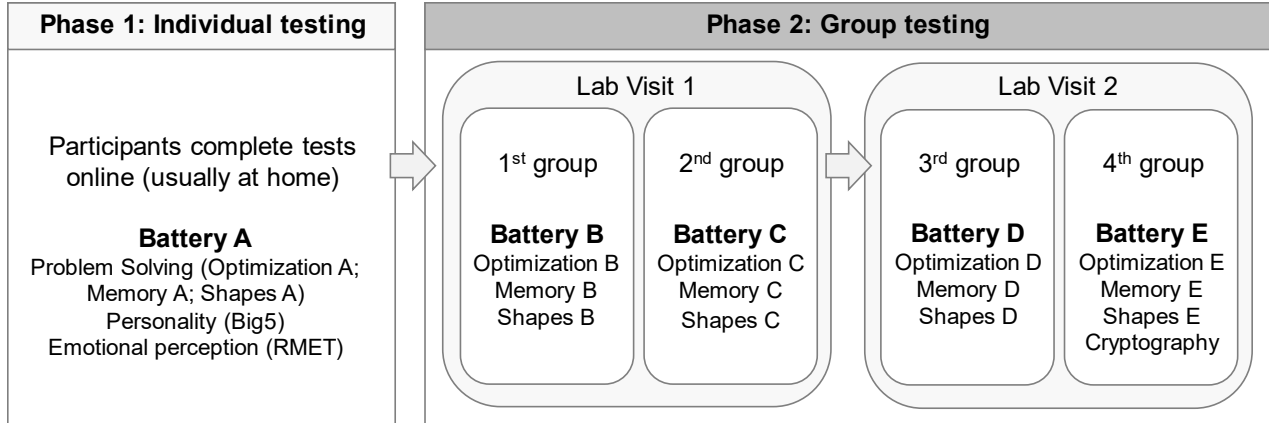 Phase 1: Individual testing
Participants complete tests
online (usually at home)
Battery A
Problem Solving (Optimization A;
Memory A; Shapes A)
Personality (Big5)
Emotional perception (RMET)
Phase 2: Group testing
Lab Visit 1
1st group
Battery B
Optimization B
Memory B
Shapes B
2nd group
Battery C
Optimization C
Memory C
Shapes C
Lab Visit 2
3rd group
Battery D
Optimization D
Memory D
Shapes D
4th group
Battery E
Optimization E
Memory E
Shapes E
Cryptography